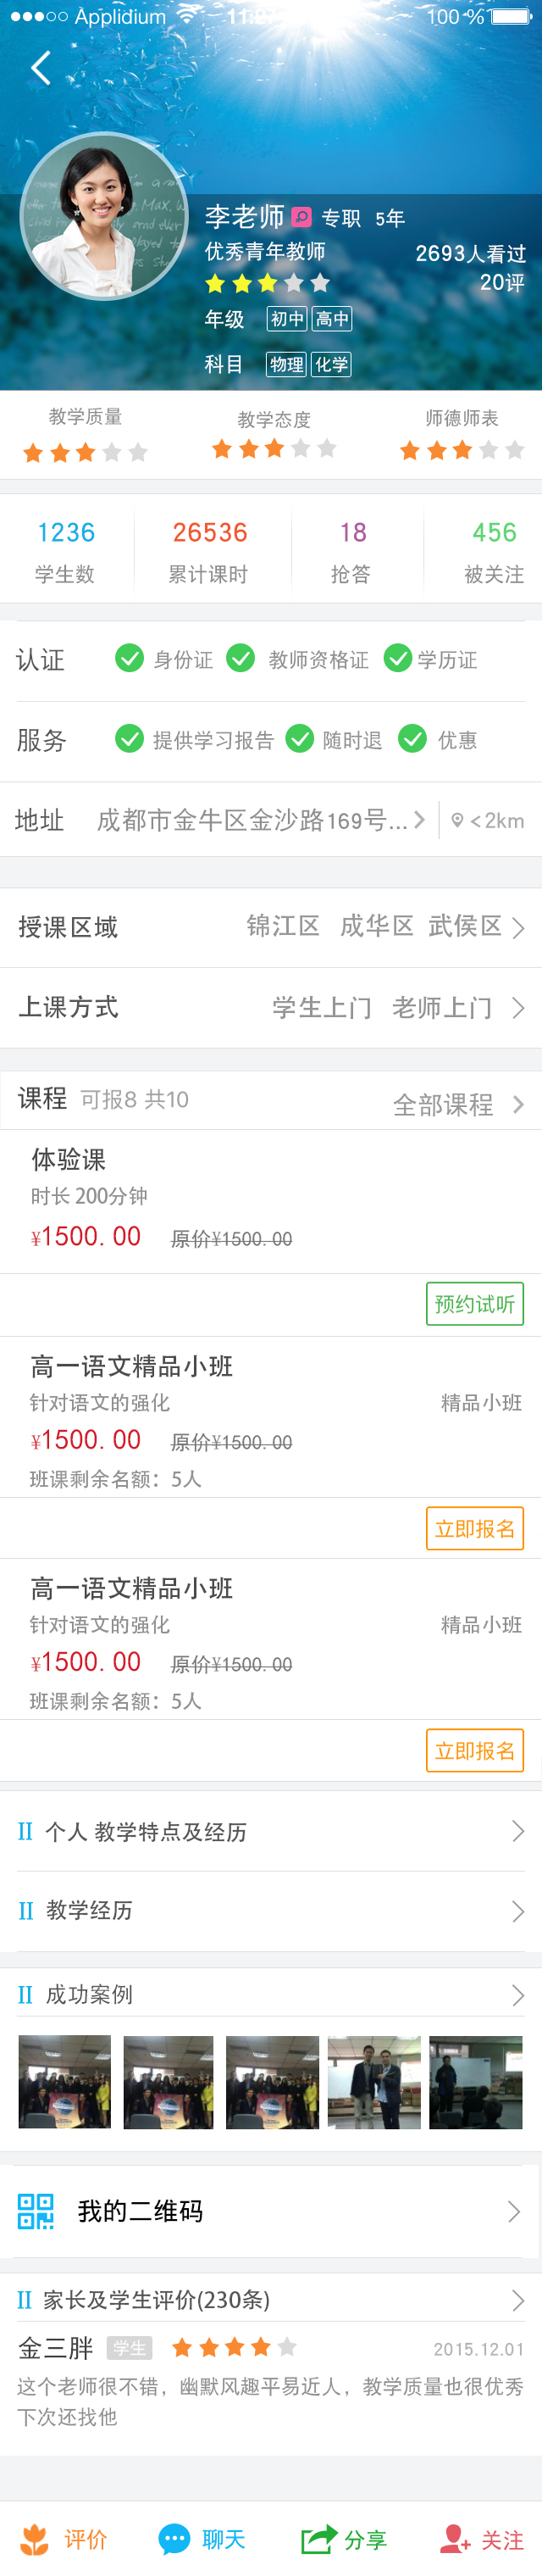 Applidium 100 %
李老师 专职 5年
优秀青年教师 2693人看过
20评
年级 初中 高中
科目 物理 化学
教学质量 教学态度 师德师表
1236 26536 18 456
学生数 累计课时 抢答 被关注
认证 身份证 教师资格证 学历证
服务 提供学习报告 随时退 优惠
地址 成都市金牛区金沙路169号... <2km
授课区域 锦江区 成华区 武侯区
上课方式 学生上门 老师上门
课程 可报8 共10 全部课程
体验课
时长 200分钟
¥1500.00 原价¥1500.00
预约试听
高一语文精品小班
针对语文的强化 精品小班
¥1500.00 原价¥1500.00
班课剩余名额：5人
立即报名
高一语文精品小班
针对语文的强化 精品小班
¥1500.00 原价¥1500.00
班课剩余名额：5人
立即报名
个人 教学特点及经历
教学经历
成功案例
我的二维码
家长及学生评价(230条)
金三胖 学生 2015.12.01
这个老师很不错，幽默风趣平易近人，教学质量也很优秀
下次还找他
评价 聊天 分享 关注